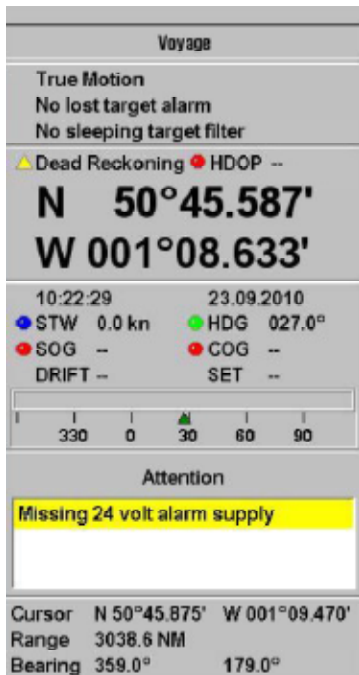 Voyage
True Motion
No lost target alarm
No sleeping target filter
Dead Reckoning HDOP --
N 50°45.587'
W 001°08.633'
10:22:29 23.09.2010
STW 0.0 kn HDG 027.0°
SOG -- COG --
DRIFT -- SET --
330 0 30 60 90
Attention
Missing 24 volt alarm supply
Cursor N 50°45.875' W 001°09.470'
Range 3038.6 NM
Bearing 359.0° 179.0°